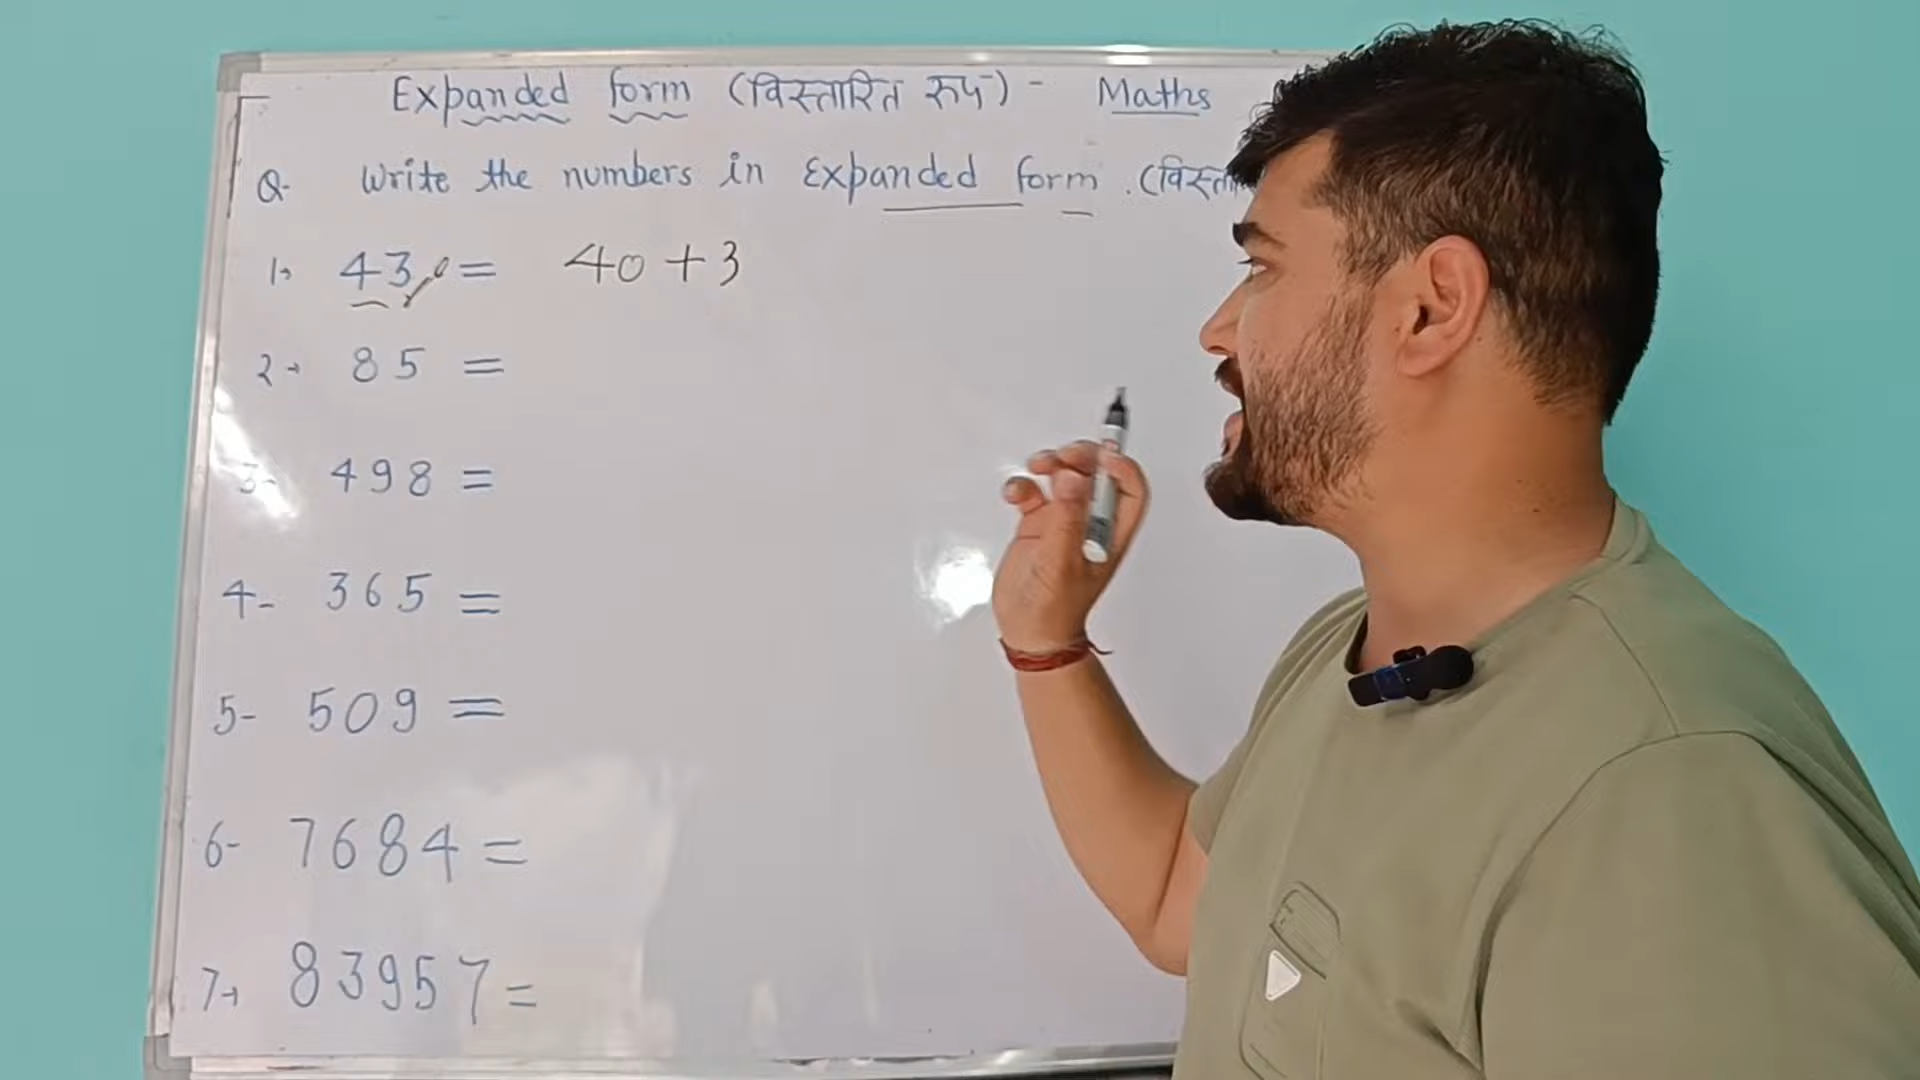 Expanded form (विस्तारित रूप) - Maths
Q- Write the numbers in Expanded form . (विस्ता
1→ 43 = 40+3
2→ 85 =
3- 498 =
4- 365 =
5- 509 =
6- 7684 =
7→ 83957 =